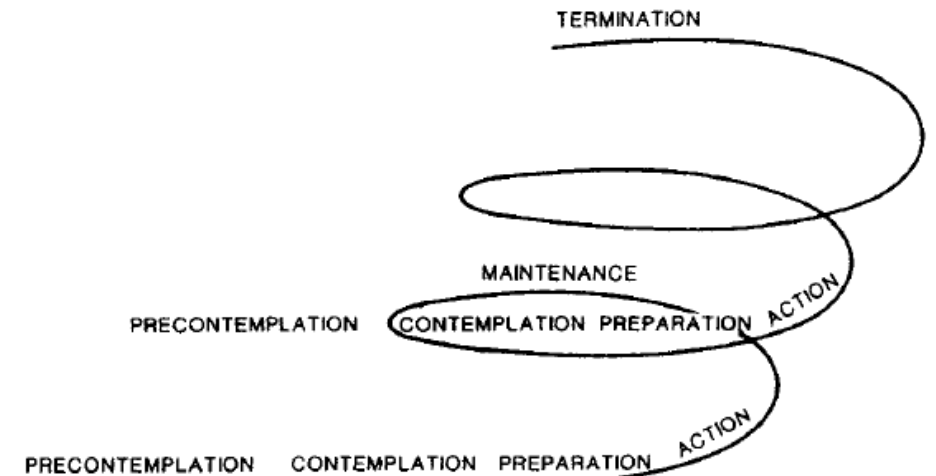 TERMINATION
MAINTENANCE
PRECONTEMPLATION CONTEMPLATION PREPARATION ACTION
PRECONTEMPLATION CONTEMPLATION PREPARATION ACTION